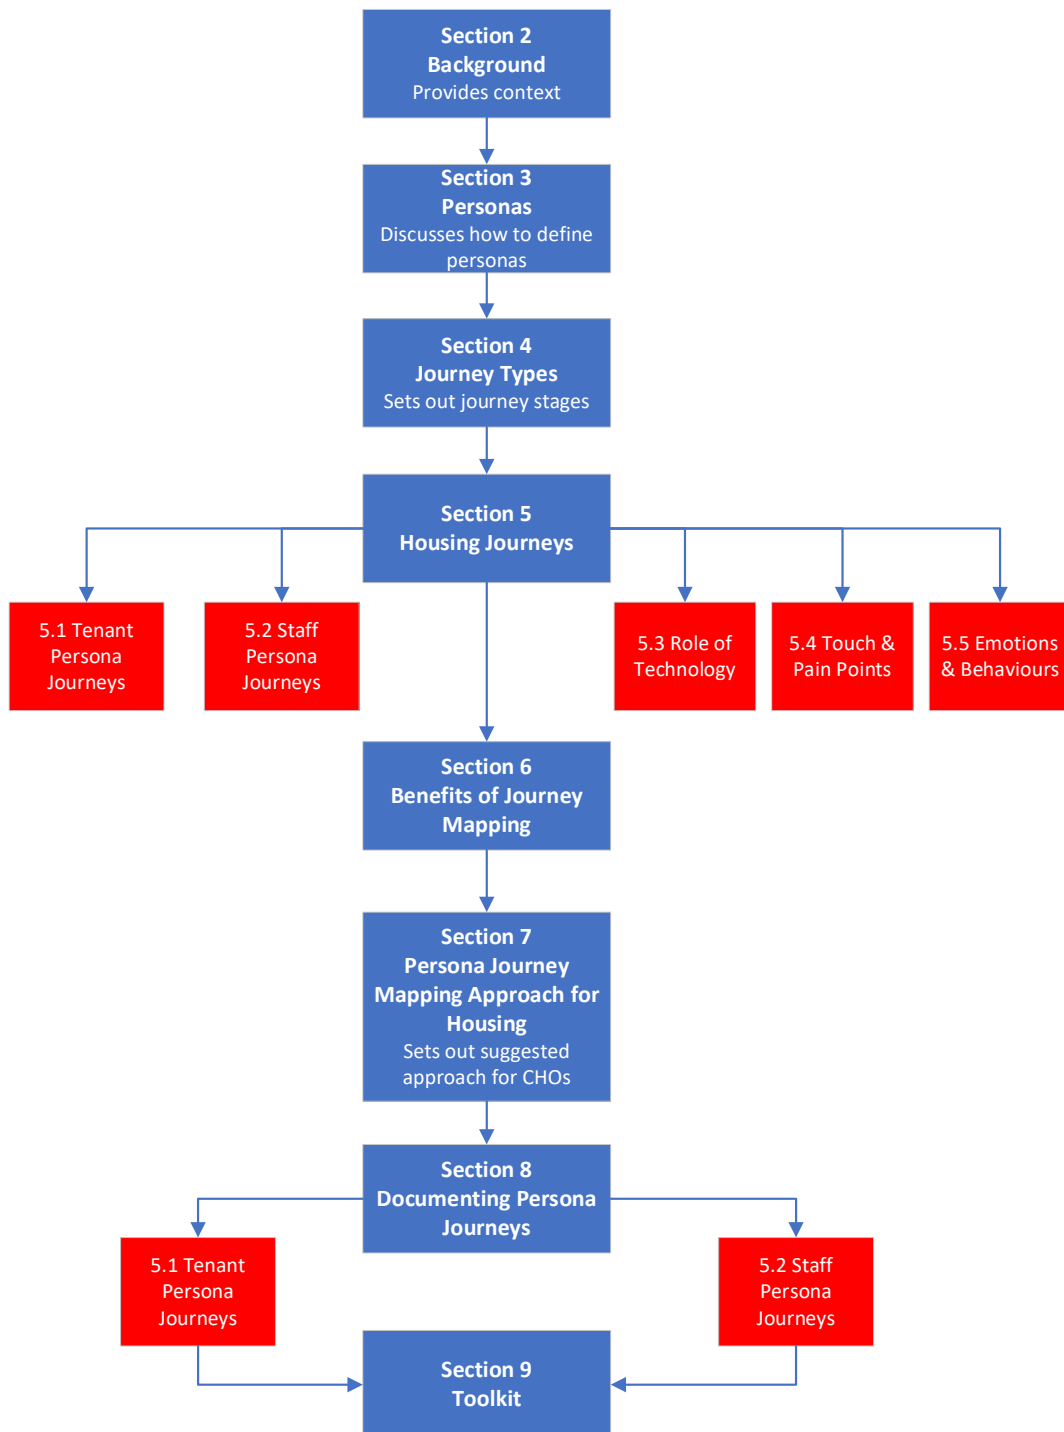 Section 2
Background
Provides context
Section 3
Personas
Discusses how to define
personas
Section 4
Journey Types
Sets out journey stages
Section 5
Housing Journeys
5.1 Tenant
Persona
Journeys
5.2 Staff
Persona
Journeys
5.3 Role of
Technology
5.4 Touch &
Pain Points
5.5 Emotions
& Behaviours
Section 6
Benefits of Journey
Mapping
Section 7
Persona Journey
Mapping Approach for
Housing
Sets out suggested
approach for CHOs
Section 8
Documenting Persona
Journeys
5.1 Tenant
Persona
Journeys
5.2 Staff
Persona
Journeys
Section 9
Toolkit